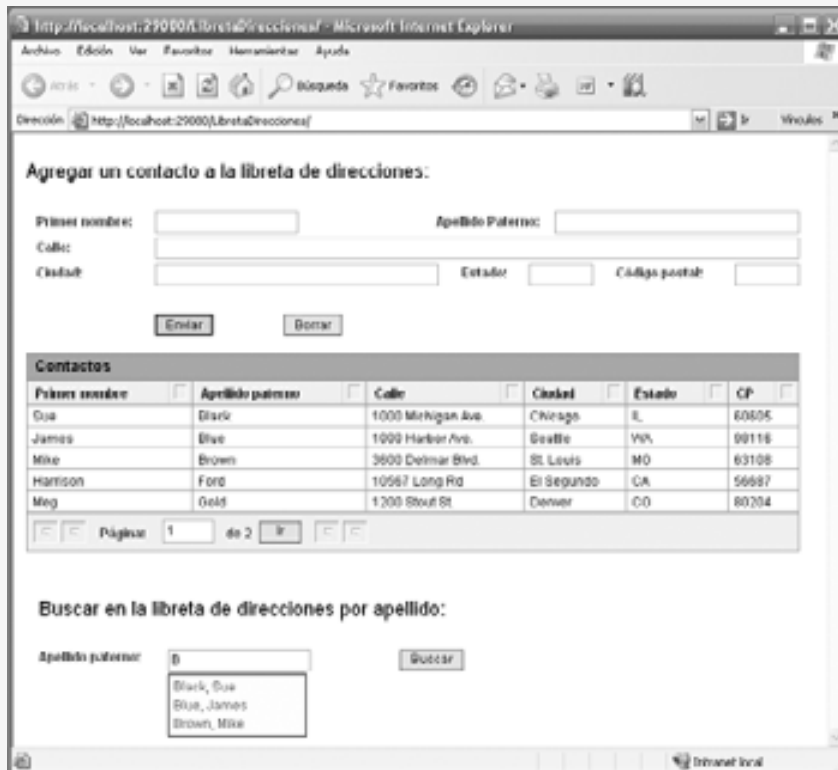 http://localhost:29080/LibretaDirecciones/ - Microsoft Internet Explorer
Archivo Edición Ver Favoritos Herramientas Ayuda
Atrás Búsqueda Favoritos
Dirección http://localhost:29080/LibretaDirecciones/ Ir Vínculos
Agregar un contacto a la libreta de direcciones:
Primer nombre: Apellido Paterno:
Calle:
Ciudad: Estado: Código postal:
Enviar Borrar
Contactos
Primer nombre Apellido paterno Calle Ciudad Estado CP
Sue Black 1000 Michigan Ave. Chicago IL 60605
James Blue 1000 Harbor Ave. Seattle WA 98116
Mike Brown 3600 Delmar Blvd. St. Louis MO 63108
Harrison Ford 10567 Long Rd El Segundo CA 56687
Meg Gold 1200 Stout St Denver CO 80204
Página: 1 de 2 Ir
Buscar en la libreta de direcciones por apellido:
Apellido paterno: B Buscar
Black, Sue
Blue, James
Brown, Mike
Intranet local